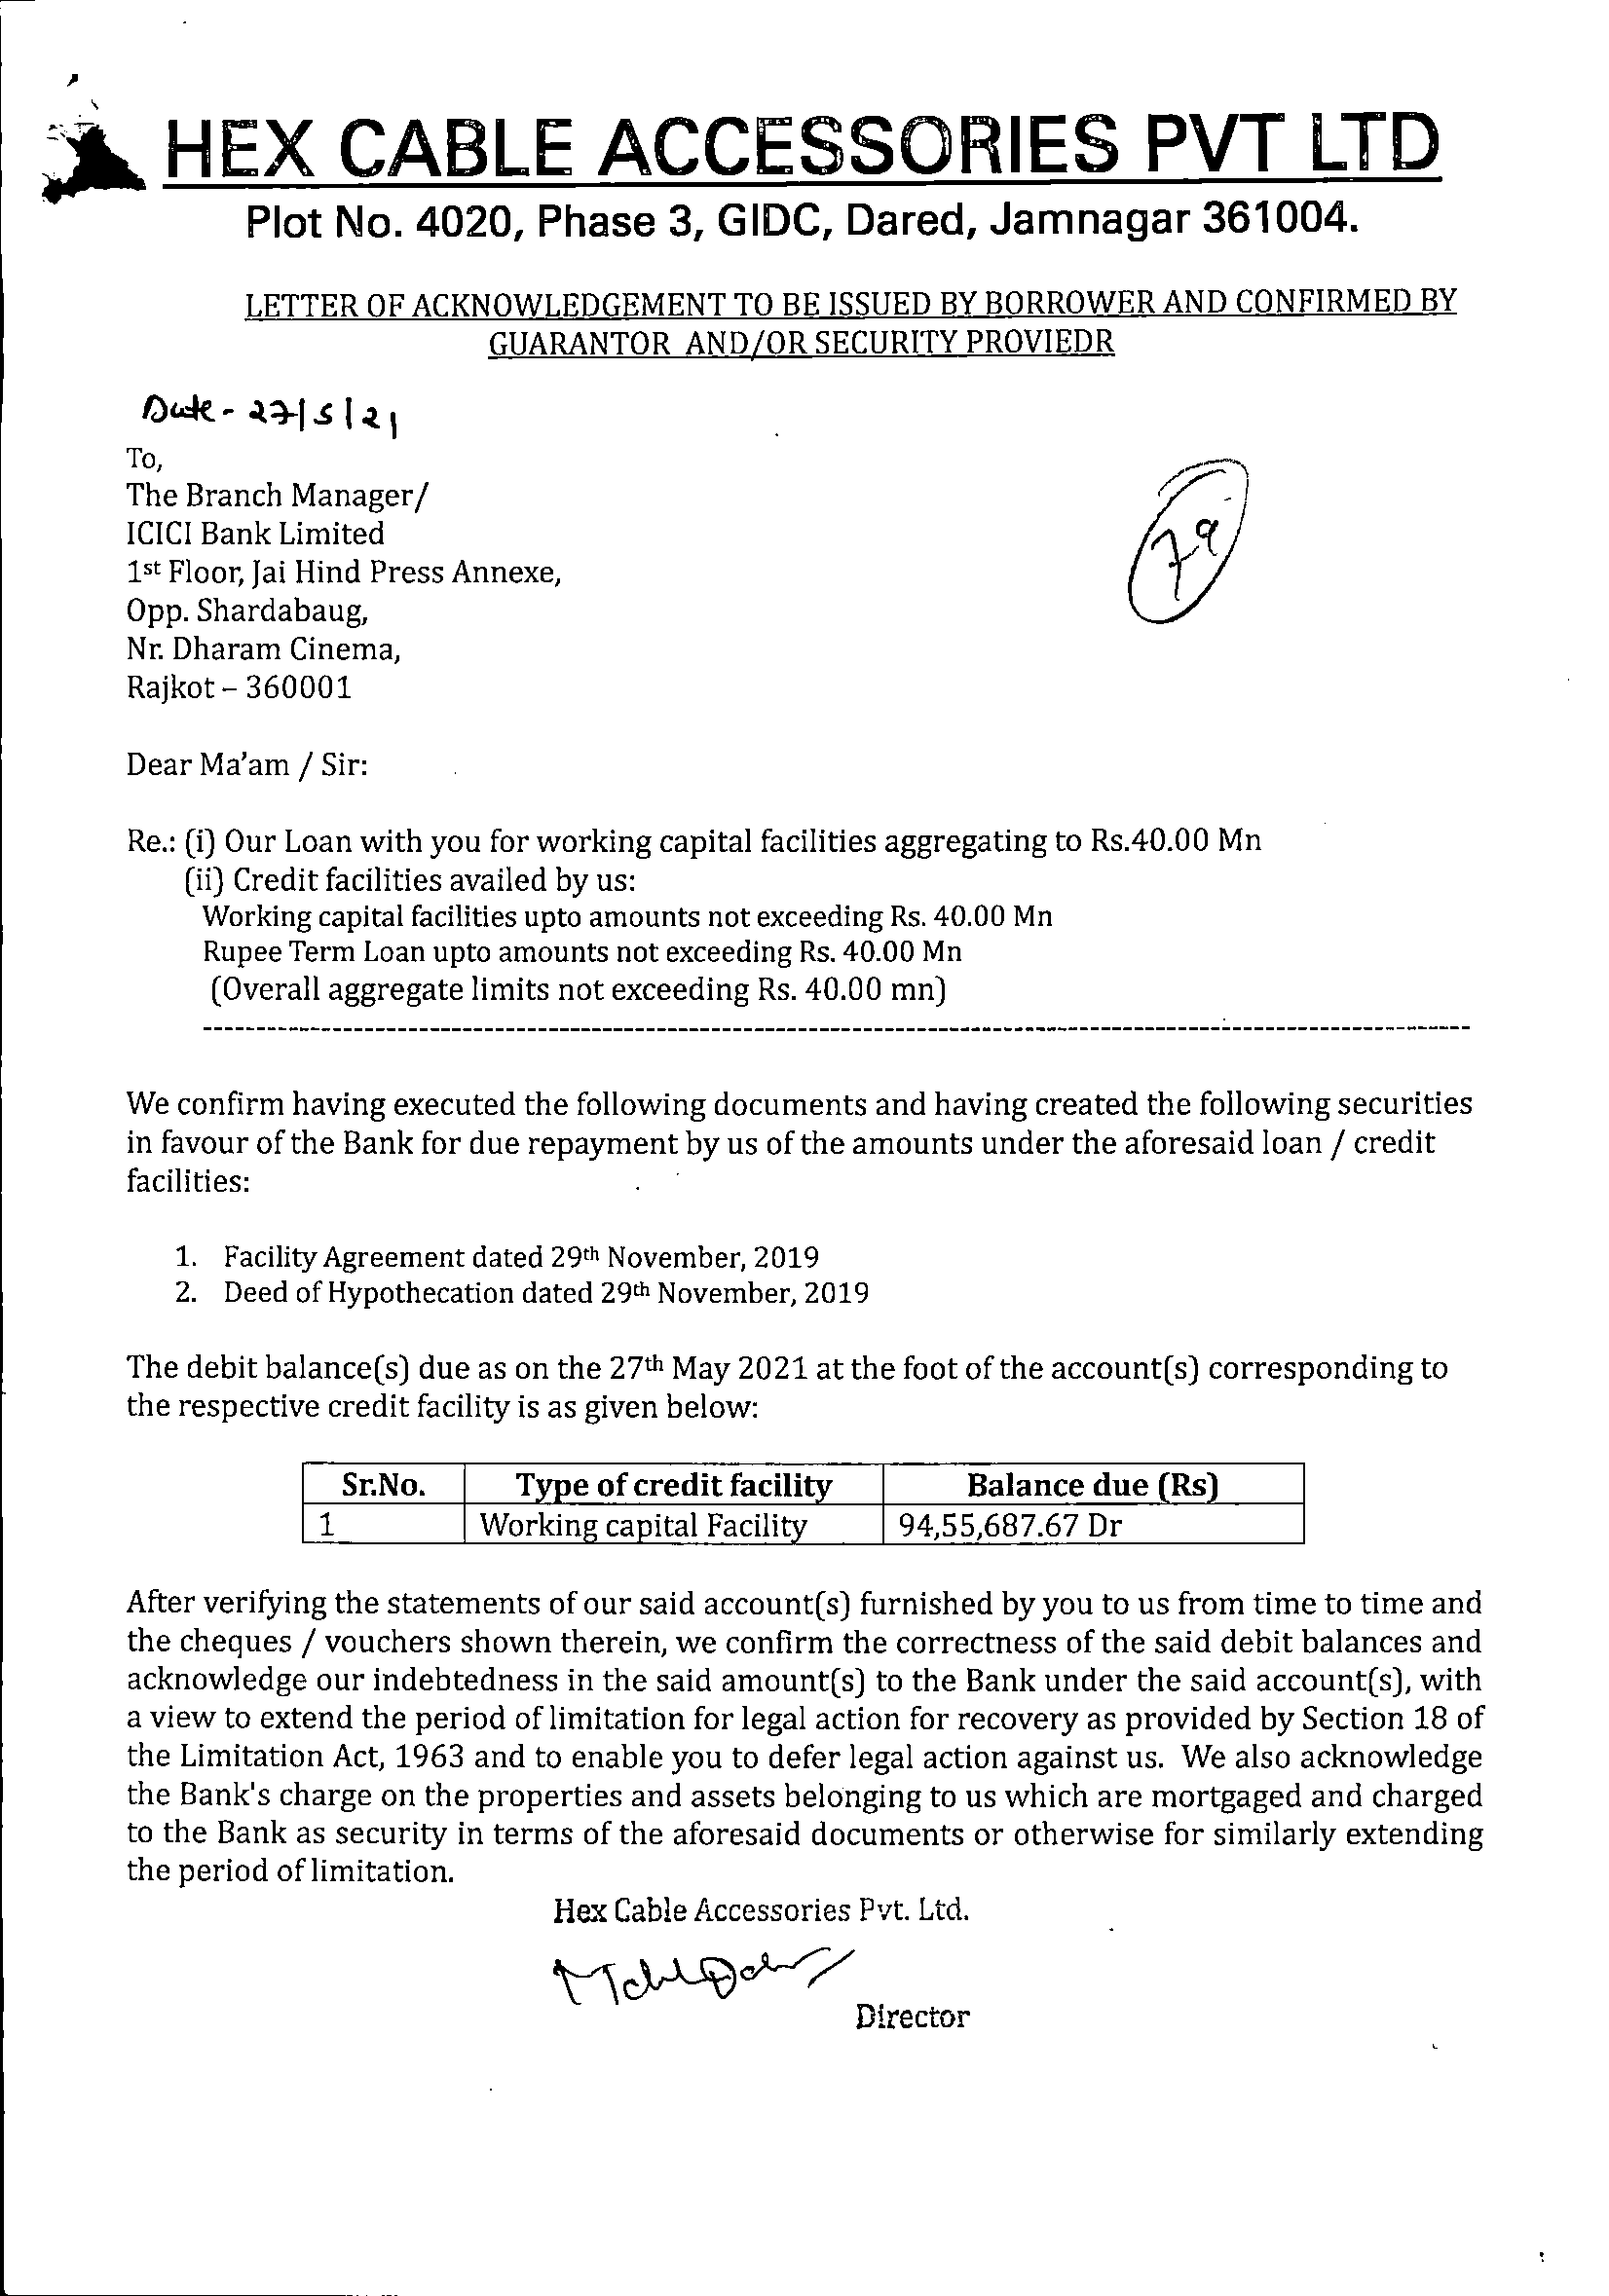 HEX CABLE ACCESSORIES PVT LTD
Plot No. 4020, Phase 3, GIDC, Dared, Jamnagar 361004.
LETTER OF ACKNOWLEDGEMENT TO BE ISSUED BY BORROWER AND CONFIRMED BY
GUARANTOR AND/OR SECURITY PROVIEDR
Date - 27/5/21
To,
The Branch Manager/
ICICI Bank Limited
1st Floor, Jai Hind Press Annexe,
Opp. Shardabaug,
Nr. Dharam Cinema,
Rajkot – 360001
79
Dear Ma'am / Sir:
Re.: (i) Our Loan with you for working capital facilities aggregating to Rs.40.00 Mn
(ii) Credit facilities availed by us:
Working capital facilities upto amounts not exceeding Rs. 40.00 Mn
Rupee Term Loan upto amounts not exceeding Rs. 40.00 Mn
(Overall aggregate limits not exceeding Rs. 40.00 mn)
We confirm having executed the following documents and having created the following securities
in favour of the Bank for due repayment by us of the amounts under the aforesaid loan / credit
facilities:
1. Facility Agreement dated 29th November, 2019
2. Deed of Hypothecation dated 29th November, 2019
The debit balance(s) due as on the 27th May 2021 at the foot of the account(s) corresponding to
the respective credit facility is as given below:
Sr.No. Type of credit facility Balance due (Rs)
1 Working capital Facility 94,55,687.67 Dr
After verifying the statements of our said account(s) furnished by you to us from time to time and
the cheques / vouchers shown therein, we confirm the correctness of the said debit balances and
acknowledge our indebtedness in the said amount(s) to the Bank under the said account(s), with
a view to extend the period of limitation for legal action for recovery as provided by Section 18 of
the Limitation Act, 1963 and to enable you to defer legal action against us. We also acknowledge
the Bank's charge on the properties and assets belonging to us which are mortgaged and charged
to the Bank as security in terms of the aforesaid documents or otherwise for similarly extending
the period of limitation.
Hex Cable Accessories Pvt. Ltd.
Director